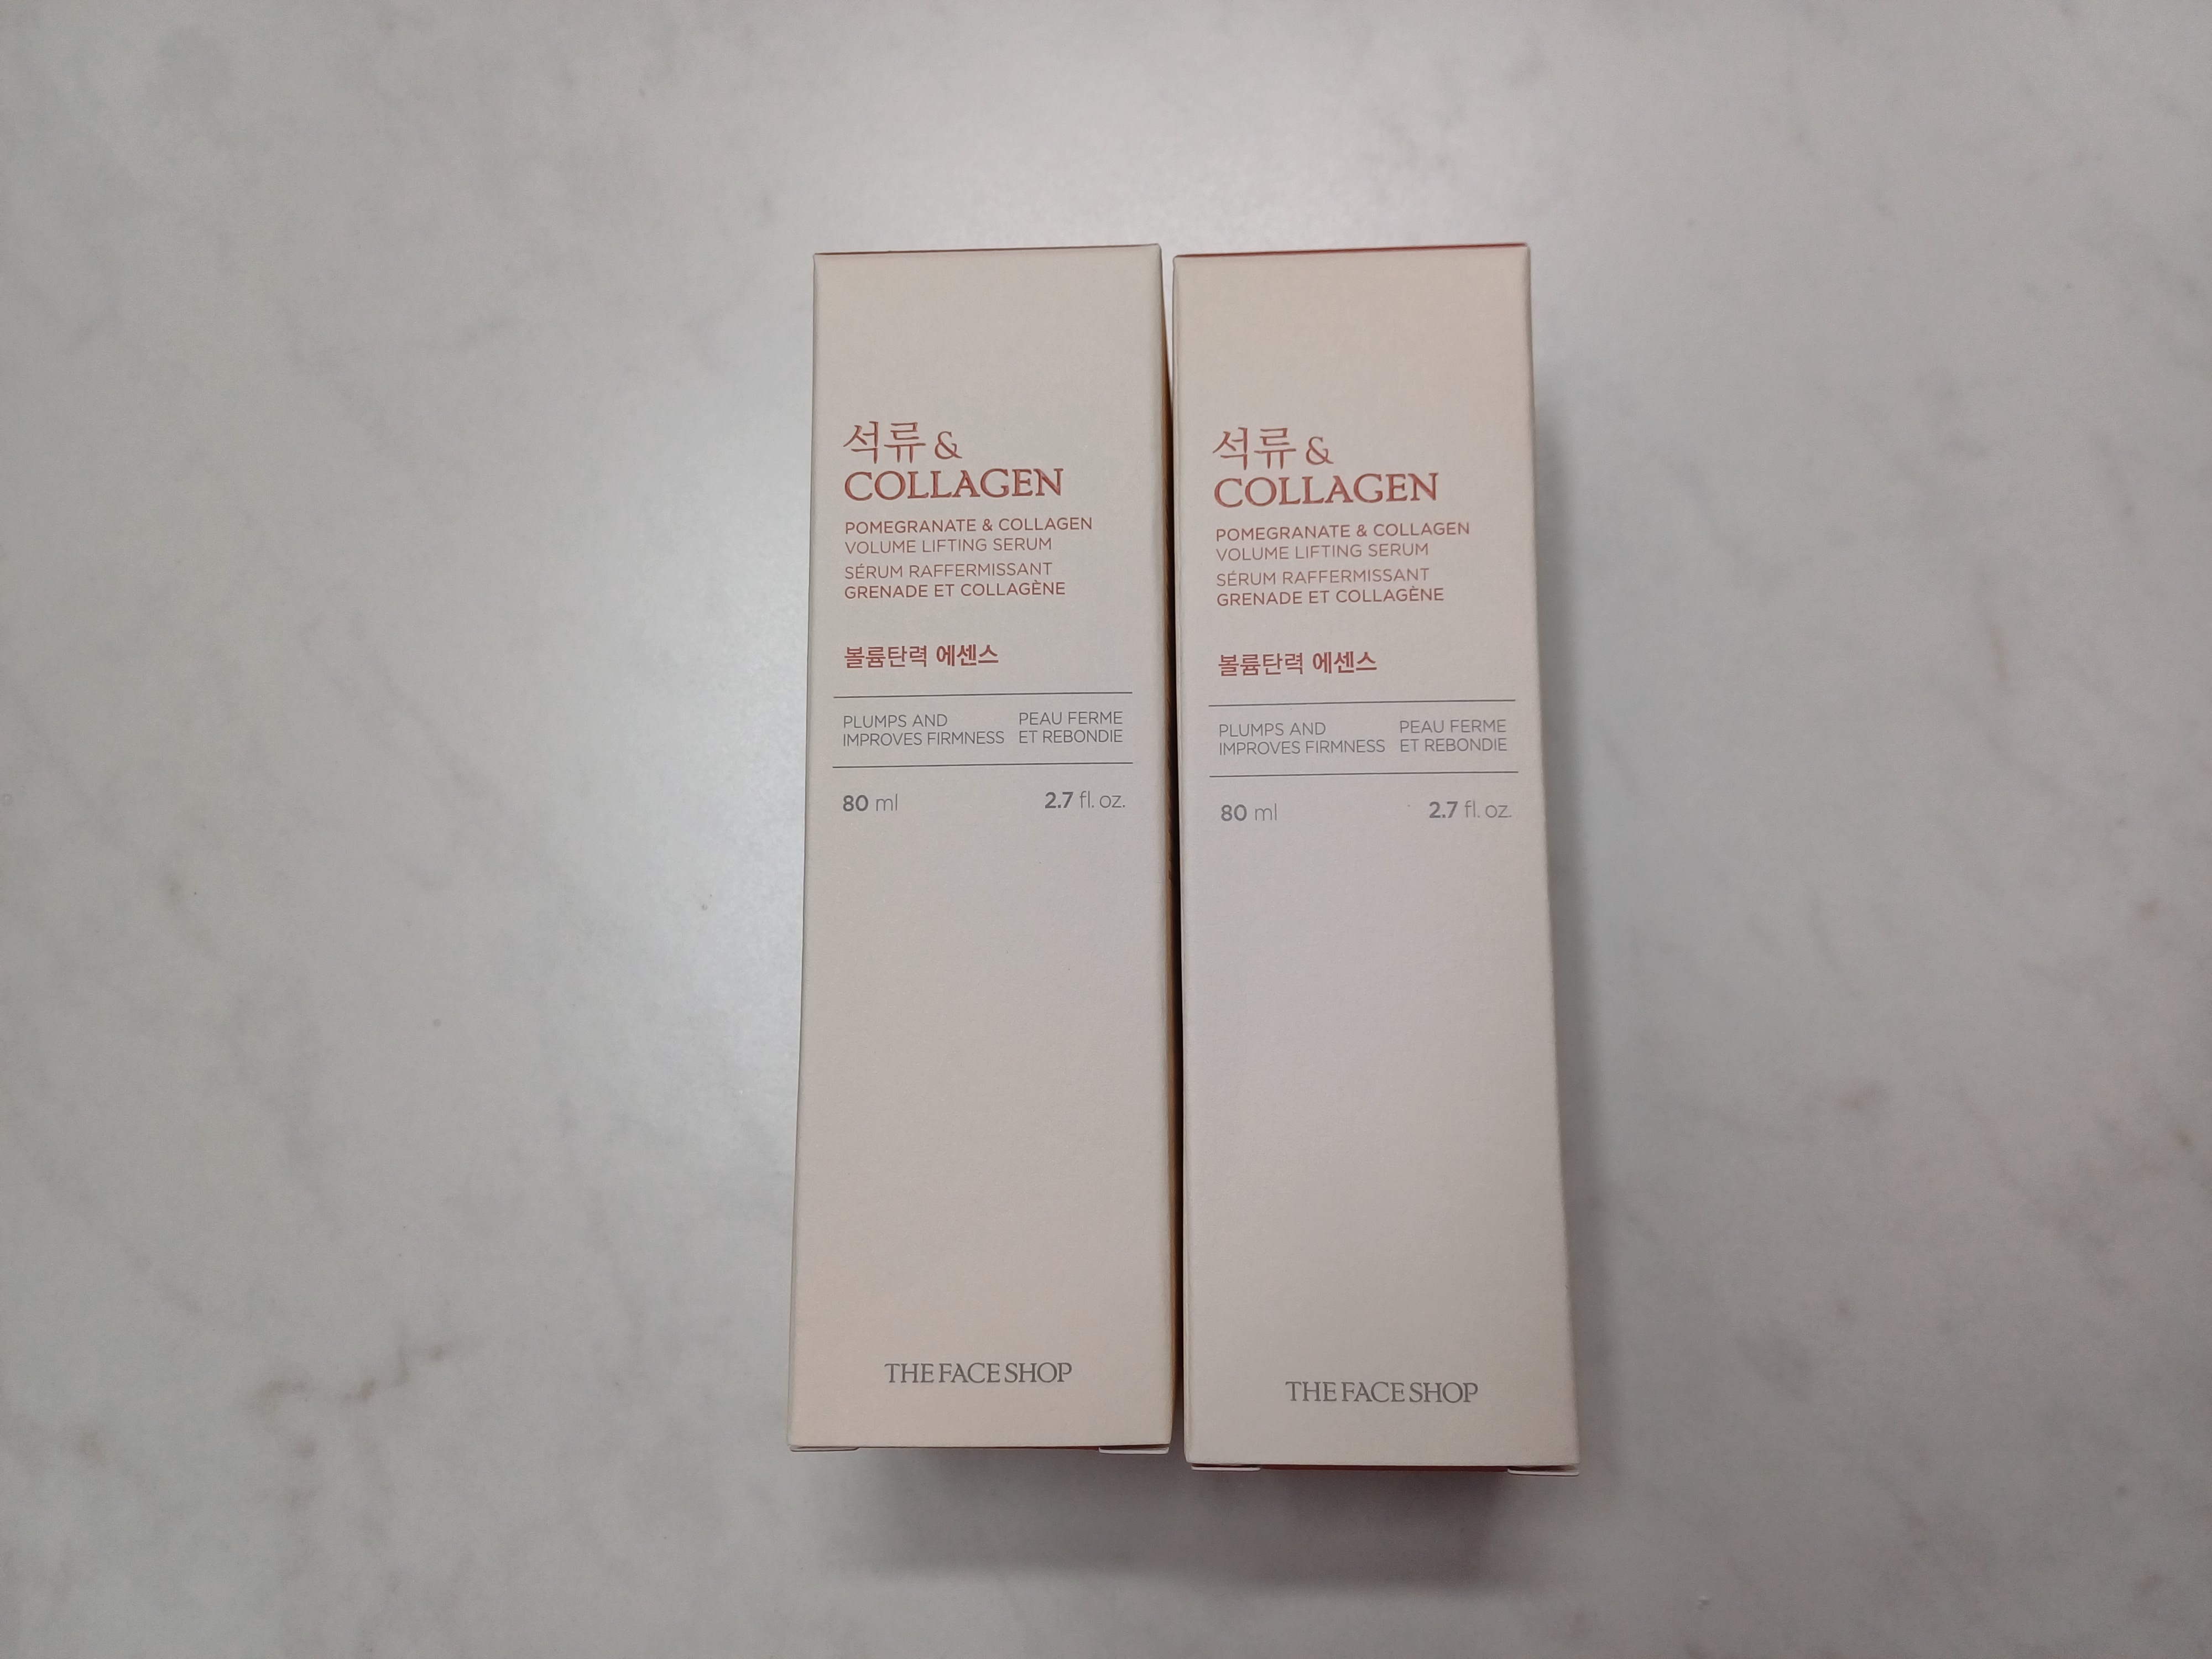 석류 &
COLLAGEN
POMEGRANATE & COLLAGEN
VOLUME LIFTING SERUM
SÉRUM RAFFERMISSANT
GRENADE ET COLLAGÈNE
볼륨탄력 에센스
PLUMPS AND
IMPROVES FIRMNESS
PEAU FERME
ET REBONDIE
80 ml
2.7 fl. oz.
THE FACE SHOP
석류 &
COLLAGEN
POMEGRANATE & COLLAGEN
VOLUME LIFTING SERUM
SÉRUM RAFFERMISSANT
GRENADE ET COLLAGÈNE
볼륨탄력 에센스
PLUMPS AND
IMPROVES FIRMNESS
PEAU FERME
ET REBONDIE
80 ml
2.7 fl. oz.
THE FACE SHOP